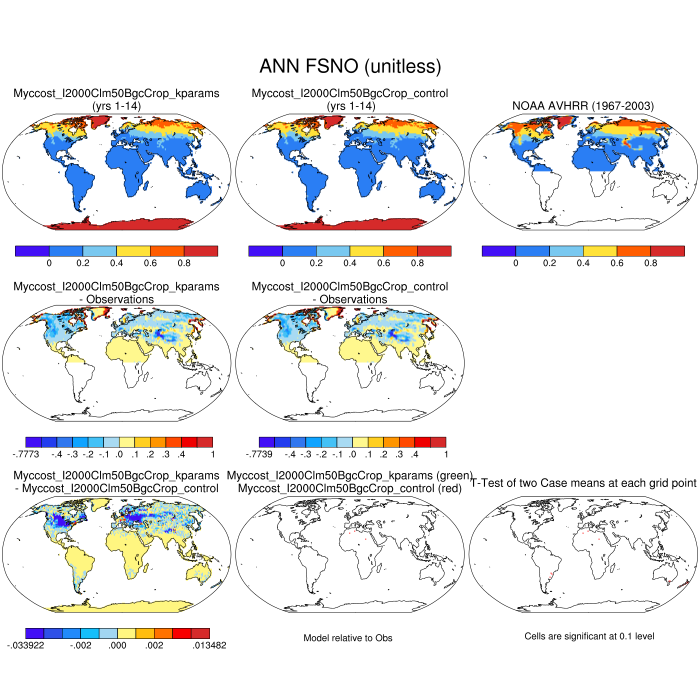 ANN FSNO (unitless)
Myccost_I2000Clm50BgcCrop_kparams
(yrs 1-14)
Myccost_I2000Clm50BgcCrop_control
(yrs 1-14)
NOAA AVHRR (1967-2003)
0 0.2 0.4 0.6 0.8
0 0.2 0.4 0.6 0.8
0 0.2 0.4 0.6 0.8
Myccost_I2000Clm50BgcCrop_kparams
- Observations
Myccost_I2000Clm50BgcCrop_control
- Observations
-.7773 -.4 -.3 -.2 -.1 .0 .1 .2 .3 .4 1
-.7739 -.4 -.3 -.2 -.1 .0 .1 .2 .3 .4 1
Myccost_I2000Clm50BgcCrop_kparams
- Myccost_I2000Clm50BgcCrop_control
Myccost_I2000Clm50BgcCrop_kparams (green)
Myccost_I2000Clm50BgcCrop_control (red)
T-Test of two Case means at each grid point
-.033922 -.002 .000 .002 .013482
Model relative to Obs
Cells are significant at 0.1 level